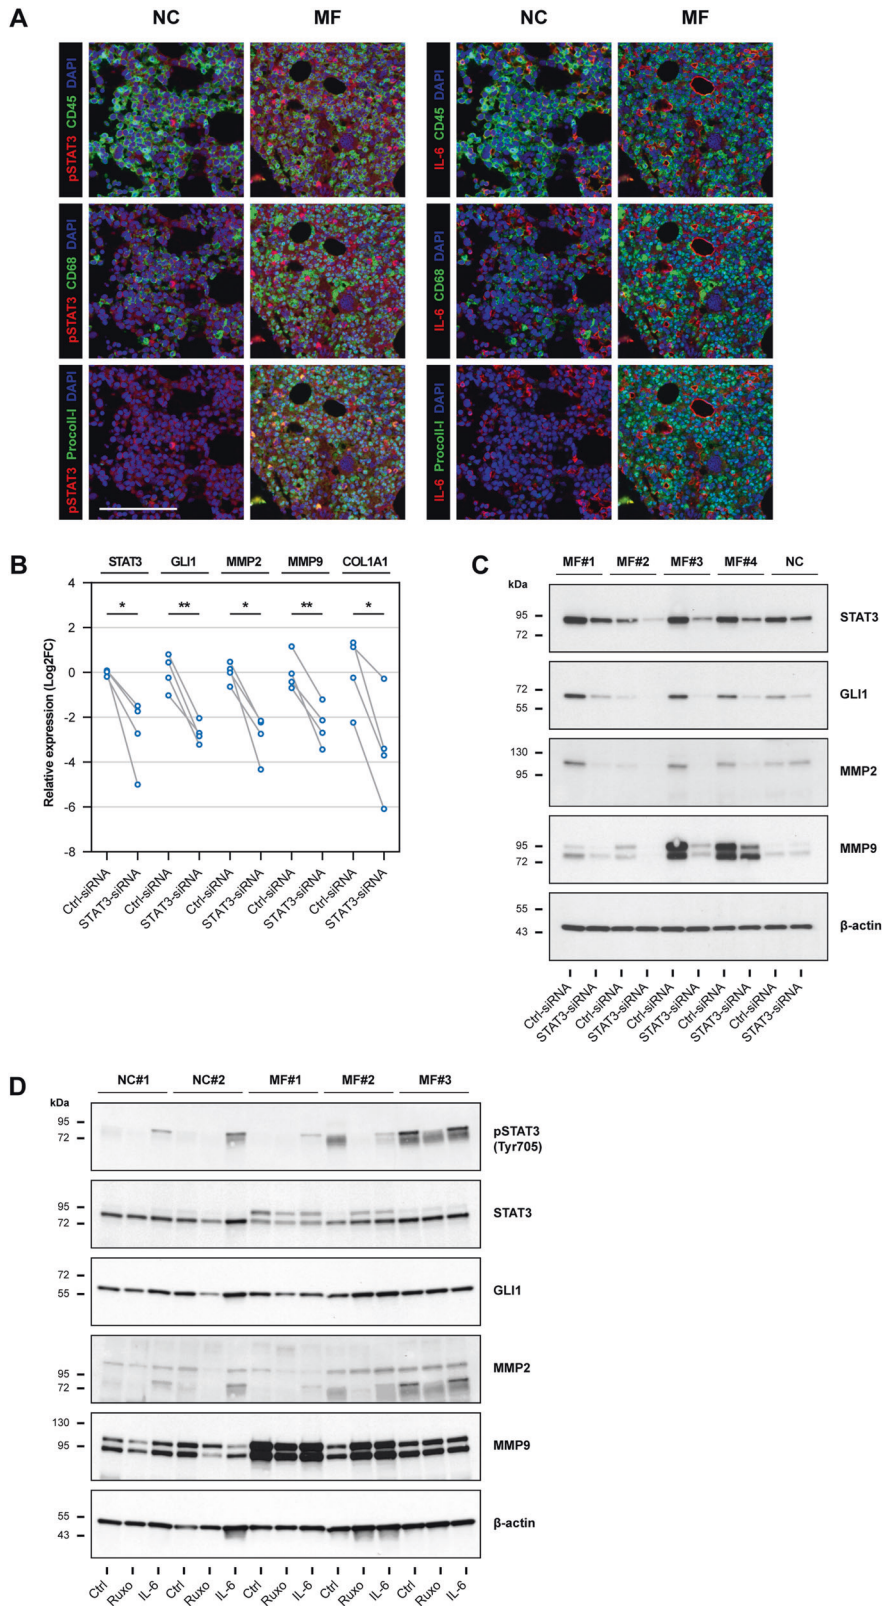 A
NC MF NC MF
pSTAT3 CD45 DAPI
IL-6 CD45 DAPI
pSTAT3 CD68 DAPI
IL-6 CD68 DAPI
pSTAT3 Procoll-I DAPI
IL-6 Procoll-I DAPI
B
STAT3 GLI1 MMP2 MMP9 COL1A1
Relative expression (Log2FC)
4
2
0
-2
-4
-6
-8
* ** * ** *
Ctrl-siRNA STAT3-siRNA Ctrl-siRNA STAT3-siRNA Ctrl-siRNA STAT3-siRNA Ctrl-siRNA STAT3-siRNA Ctrl-siRNA STAT3-siRNA
C
MF#1 MF#2 MF#3 MF#4 NC
kDa
95
72
STAT3
72
55
GLI1
130
95
MMP2
95
72
MMP9
55
43
β-actin
Ctrl-siRNA STAT3-siRNA Ctrl-siRNA STAT3-siRNA Ctrl-siRNA STAT3-siRNA Ctrl-siRNA STAT3-siRNA Ctrl-siRNA STAT3-siRNA
D
NC#1 NC#2 MF#1 MF#2 MF#3
kDa
95
72
pSTAT3
(Tyr705)
95
72
STAT3
72
55
GLI1
95
72
MMP2
130
95
MMP9
55
43
β-actin
Ctrl Ruxo IL-6 Ctrl Ruxo IL-6 Ctrl Ruxo IL-6 Ctrl Ruxo IL-6 Ctrl Ruxo IL-6